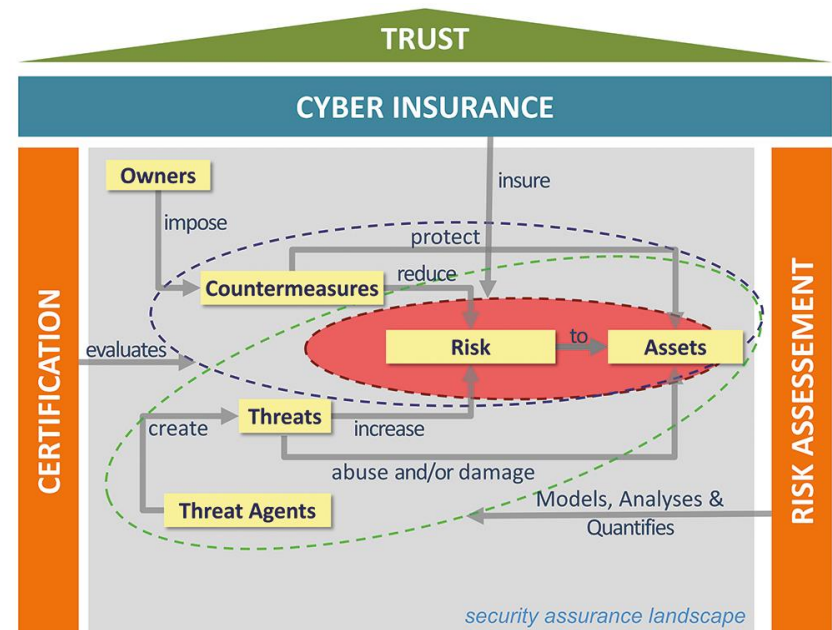 TRUST
CYBER INSURANCE
Owners
insure
impose
protect
reduce
Countermeasures
Risk
to
Assets
evaluates
Threats
create
increase
abuse and/or damage
Threat Agents
Models, Analyses &
Quantifies
security assurance landscape
CERTIFICATION
RISK ASSESSEMENT